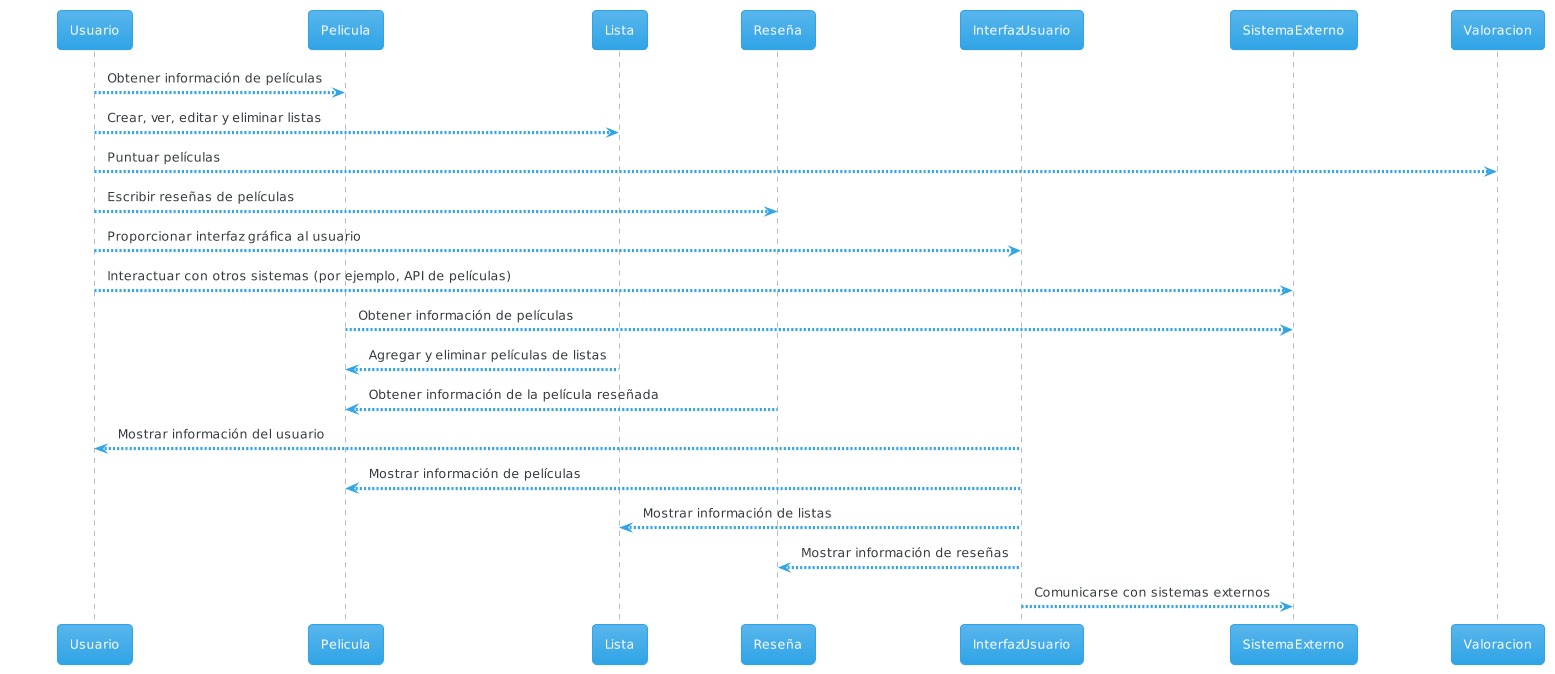 Usuario
Pelicula
Lista
Reseña
InterfazUsuario
SistemaExterno
Valoracion
Obtener información de películas
Crear, ver, editar y eliminar listas
Puntuar películas
Escribir reseñas de películas
Proporcionar interfaz gráfica al usuario
Interactuar con otros sistemas (por ejemplo, API de películas)
Obtener información de películas
Agregar y eliminar películas de listas
Obtener información de la película reseñada
Mostrar información del usuario
Mostrar información de películas
Mostrar información de listas
Mostrar información de reseñas
Comunicarse con sistemas externos
Usuario
Pelicula
Lista
Reseña
InterfazUsuario
SistemaExterno
Valoracion